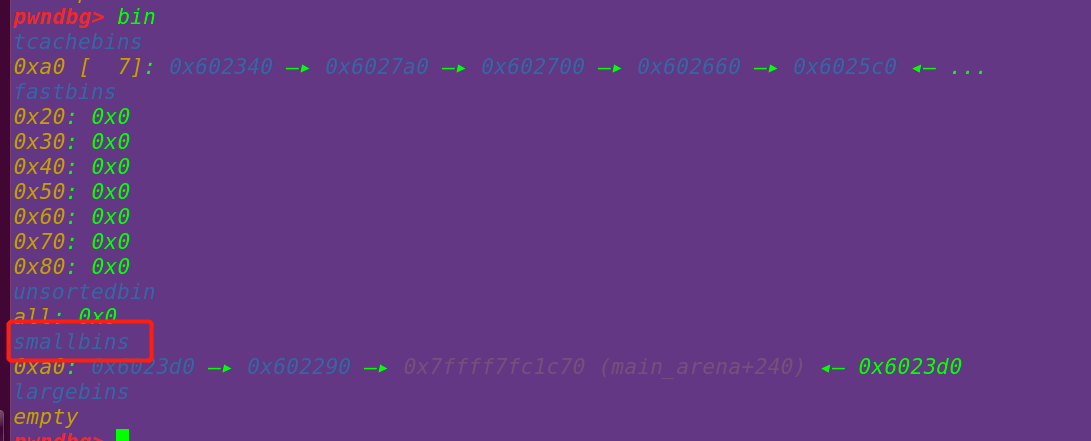 pwndbg> bin
tcachebins
0xa0 [  7]: 0x602340 —▸ 0x6027a0 —▸ 0x602700 —▸ 0x602660 —▸ 0x6025c0 ◂— ...
fastbins
0x20: 0x0
0x30: 0x0
0x40: 0x0
0x50: 0x0
0x60: 0x0
0x70: 0x0
0x80: 0x0
unsortedbin
all: 0x0
smallbins
0xa0: 0x6023d0 —▸ 0x602290 —▸ 0x7ffff7fc1c70 (main_arena+240) ◂— 0x6023d0
largebins
empty
pwndbg>